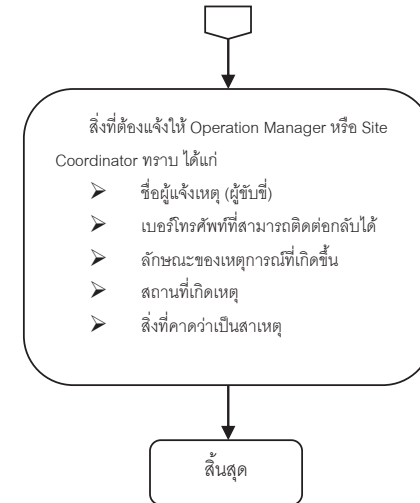 สิ่งที่ต้องแจ้งให้ Operation Manager หรือ Site
Coordinator ทราบ ได้แก่
➢ ชื่อผู้แจ้งเหตุ (ผู้ขับขี่)
➢ เบอร์โทรศัพท์ที่สามารถติดต่อกลับได้
➢ ลักษณะของเหตุการณ์ที่เกิดขึ้น
➢ สถานที่เกิดเหตุ
➢ สิ่งที่คาดว่าเป็นสาเหตุ
สิ้นสุด